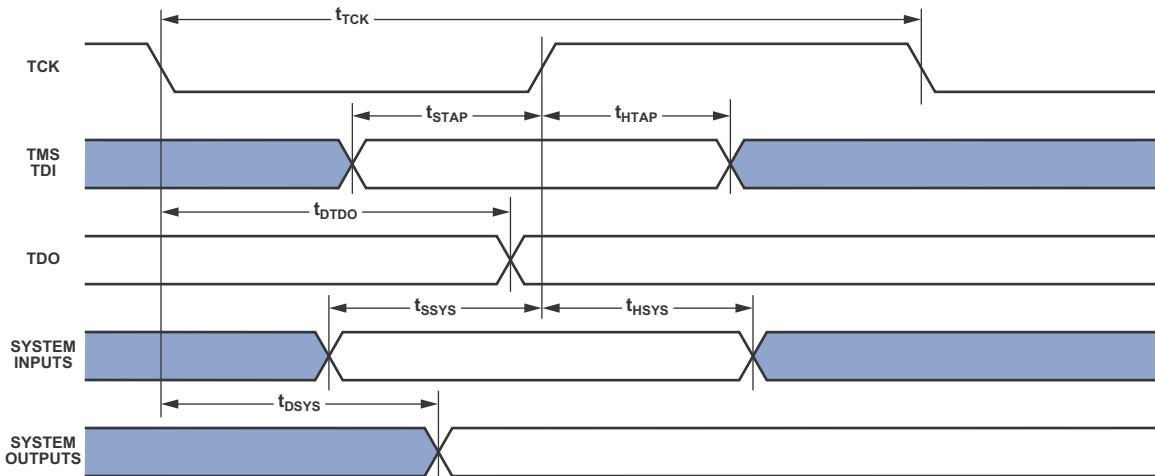 tTCK
TCK
tSTAP
tHTAP
TMS
TDI
tDTDO
TDO
tSSYS
tHSYS
SYSTEM
INPUTS
tDSYS
SYSTEM
OUTPUTS